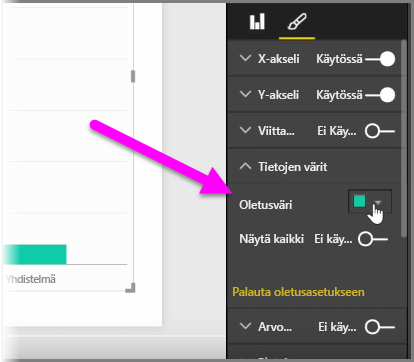 X-akseli Käytössä
Y-akseli Käytössä
Viitta... Ei Käy...
Tietojen värit
Oletusväri
Näytä kaikki Ei käy...
Yhdistelmä
Palauta oletusasetukseen
Arvo... Ei käy...